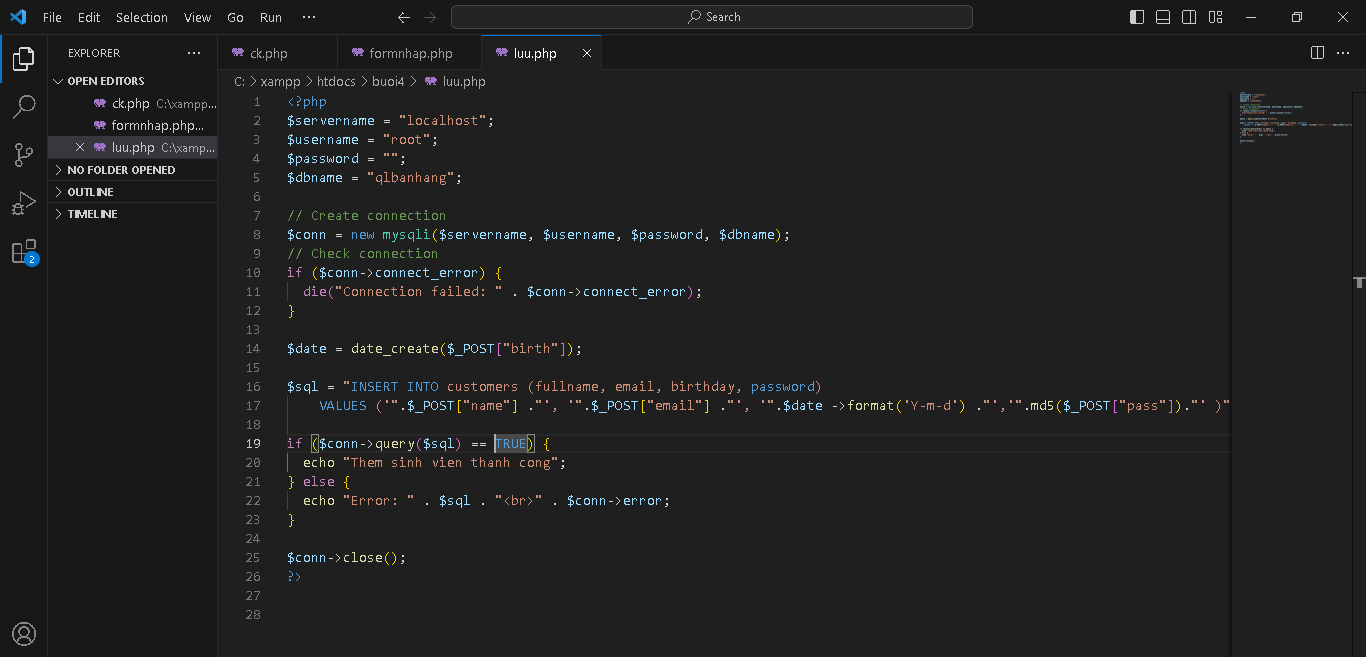 File Edit Selection View Go Run ··· Search
EXPLORER ···
OPEN EDITORS
ck.php C:\xampp...
formnhap.php...
luu.php C:\xamp...
NO FOLDER OPENED
OUTLINE
TIMELINE
2
ck.php formnhap.php luu.php
C: > xampp > htdocs > buoi4 > luu.php
1 <?php
2 $servername = "localhost";
3 $username = "root";
4 $password = "";
5 $dbname = "qlbanhang";
6
7 // Create connection
8 $conn = new mysqli($servername, $username, $password, $dbname);
9 // Check connection
10 if ($conn->connect_error) {
11 die("Connection failed: " . $conn->connect_error);
12 }
13
14 $date = date_create($_POST["birth"]);
15
16 $sql = "INSERT INTO customers (fullname, email, birthday, password)
17 VALUES ('".$_POST["name"] ."', '".$_POST["email"] ."', '".$date ->format('Y-m-d') ."','".md5($_POST["pass"])."' )"
18
19 if ($conn->query($sql) == TRUE) {
20 echo "Them sinh vien thanh cong";
21 } else {
22 echo "Error: " . $sql . "<br>" . $conn->error;
23 }
24
25 $conn->close();
26 ?>
27
28